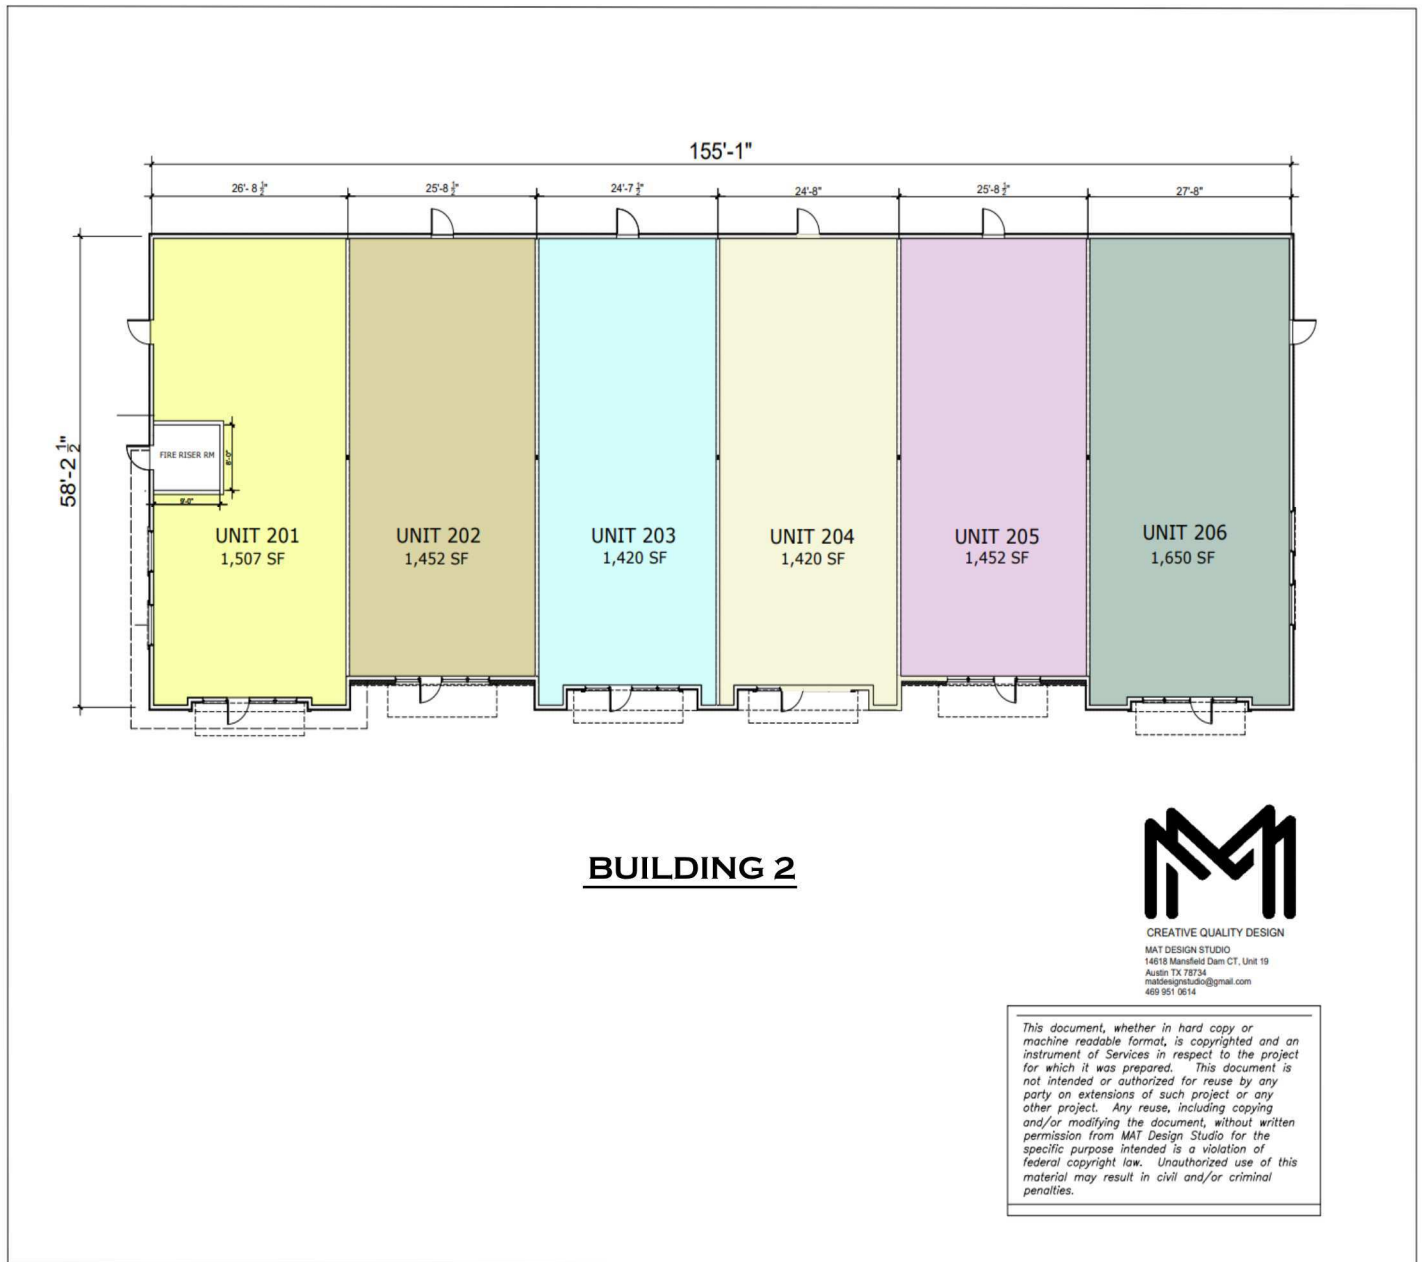 155'-1"
26'- 8 1/2"
25'-8 1/2"
24'-7 1/2"
24'-8"
25'-8 1/2"
27'-8"
58'-2 1/2"
FIRE RISER RM
8'-0"
9'-0"
UNIT 201
1,507 SF
UNIT 202
1,452 SF
UNIT 203
1,420 SF
UNIT 204
1,420 SF
UNIT 205
1,452 SF
UNIT 206
1,650 SF
BUILDING 2
CREATIVE QUALITY DESIGN
MAT DESIGN STUDIO
14618 Mansfield Dam CT, Unit 19
Austin TX 78734
matdesignstudio@gmail.com
469 951 0614
This document, whether in hard copy or
machine readable format, is copyrighted and an
instrument of Services in respect to the project
for which it was prepared. This document is
not intended or authorized for reuse by any
party on extensions of such project or any
other project. Any reuse, including copying
and/or modifying the document, without written
permission from MAT Design Studio for the
specific purpose intended is a violation of
federal copyright law. Unauthorized use of this
material may result in civil and/or criminal
penalties.